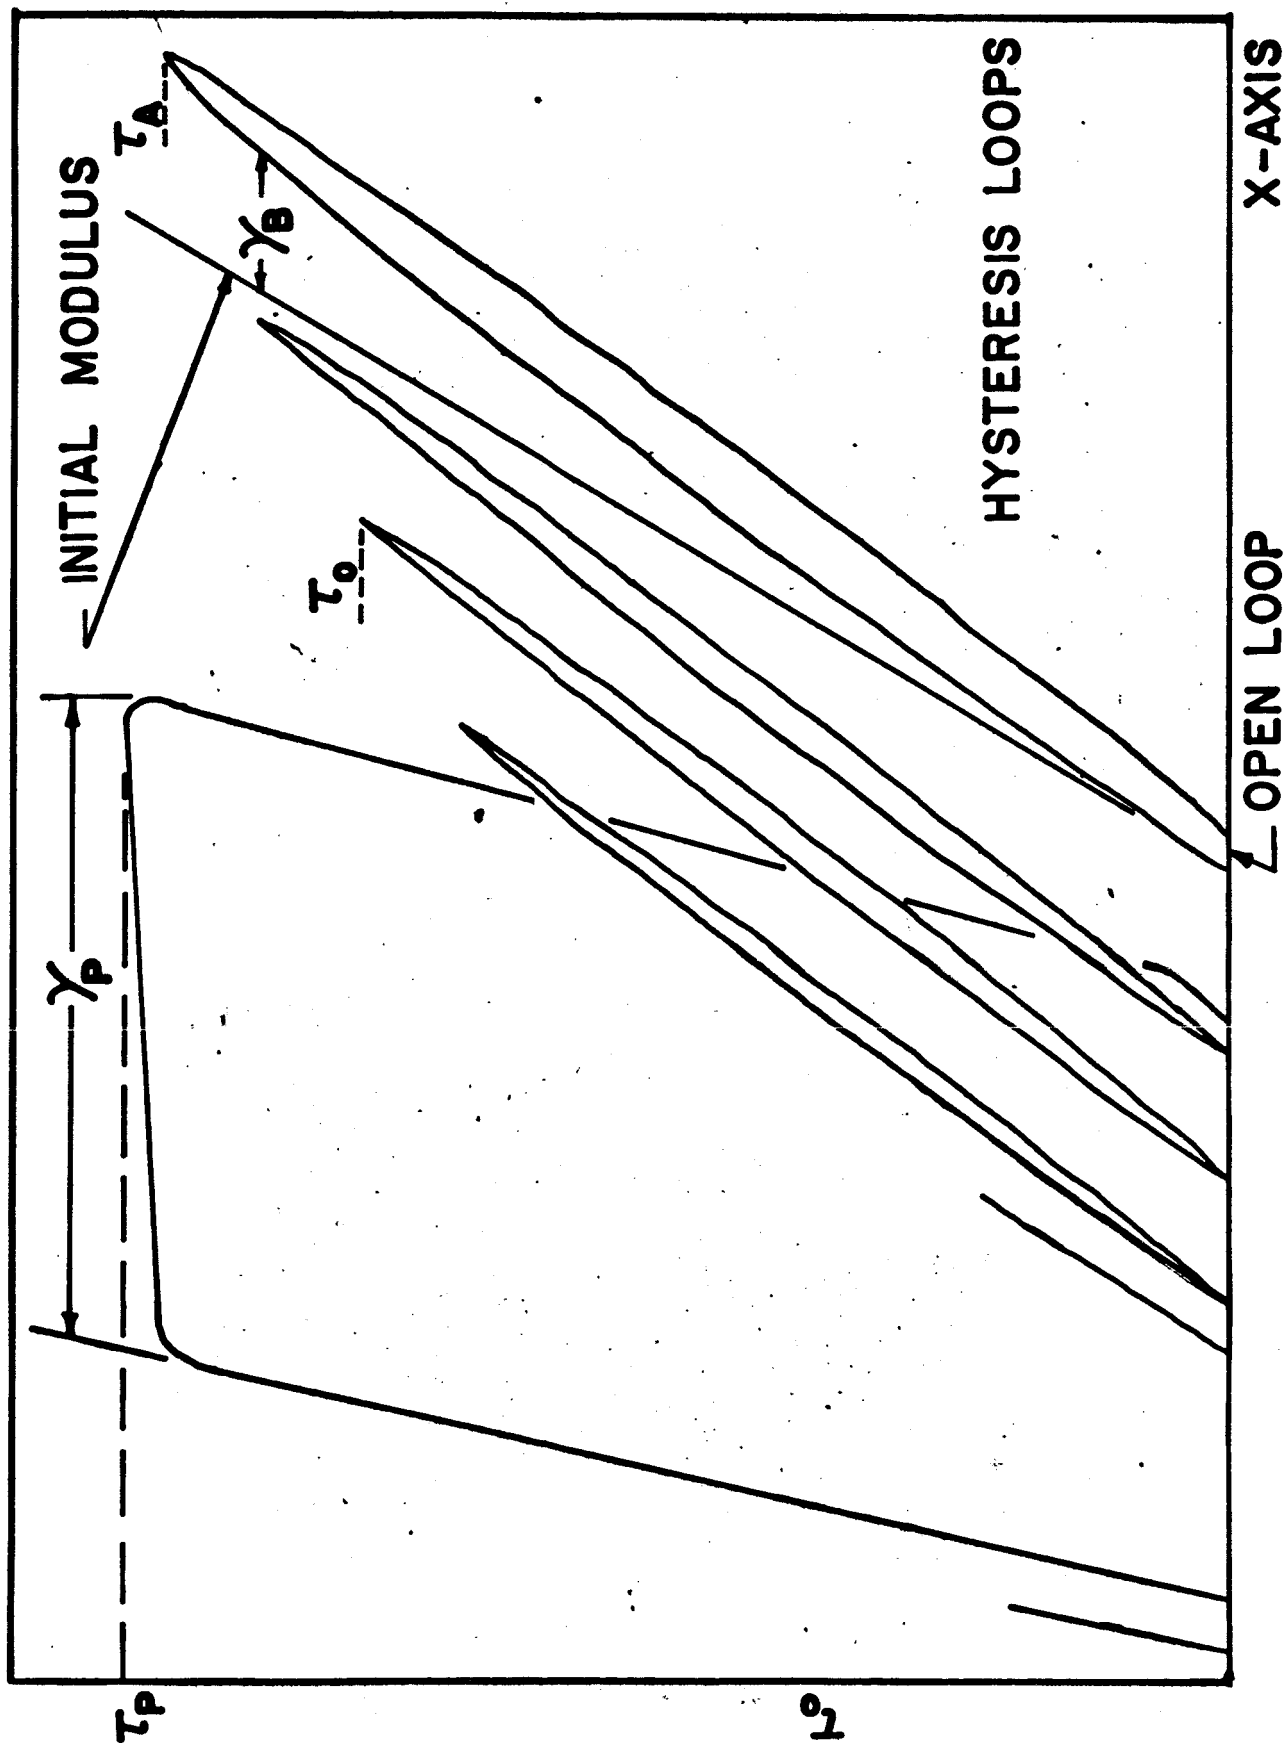 INITIAL MODULUS
τA
γB
γP
τ0
τP
τ0
HYSTERESIS LOOPS
OPEN LOOP
X-AXIS